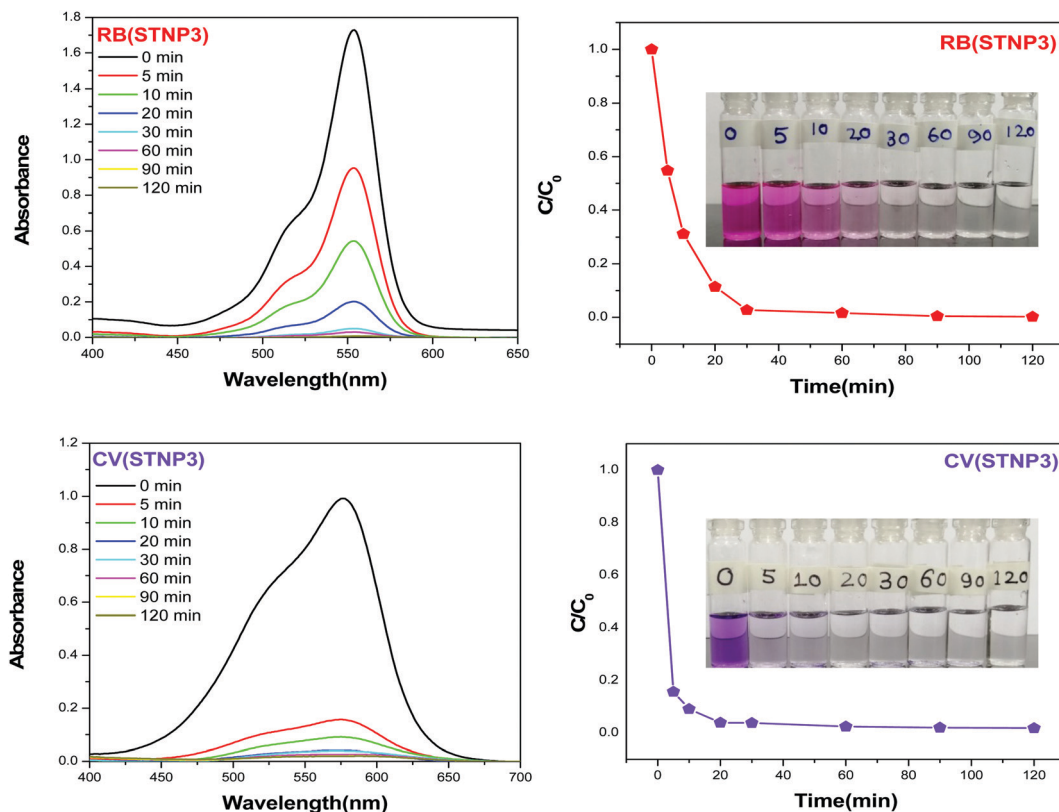 RB(STNP3)
0 min
5 min
10 min
20 min
30 min
60 min
90 min
120 min
Absorbance
1.8
1.6
1.4
1.2
1.0
0.8
0.6
0.4
0.2
0.0
400 450 500 550 600 650
Wavelength(nm)
RB(STNP3)
C/C0
1.0
0.8
0.6
0.4
0.2
0.0
0 5 10 20 30 60 90 120
0 20 40 60 80 100 120
Time(min)
CV(STNP3)
0 min
5 min
10 min
20 min
30 min
60 min
90 min
120 min
Absorbance
1.2
1.0
0.8
0.6
0.4
0.2
0.0
400 450 500 550 600 650 700
Wavelength(nm)
CV(STNP3)
C/C0
1.0
0.8
0.6
0.4
0.2
0.0
0 5 10 20 30 60 90 120
0 20 40 60 80 100 120
Time(min)